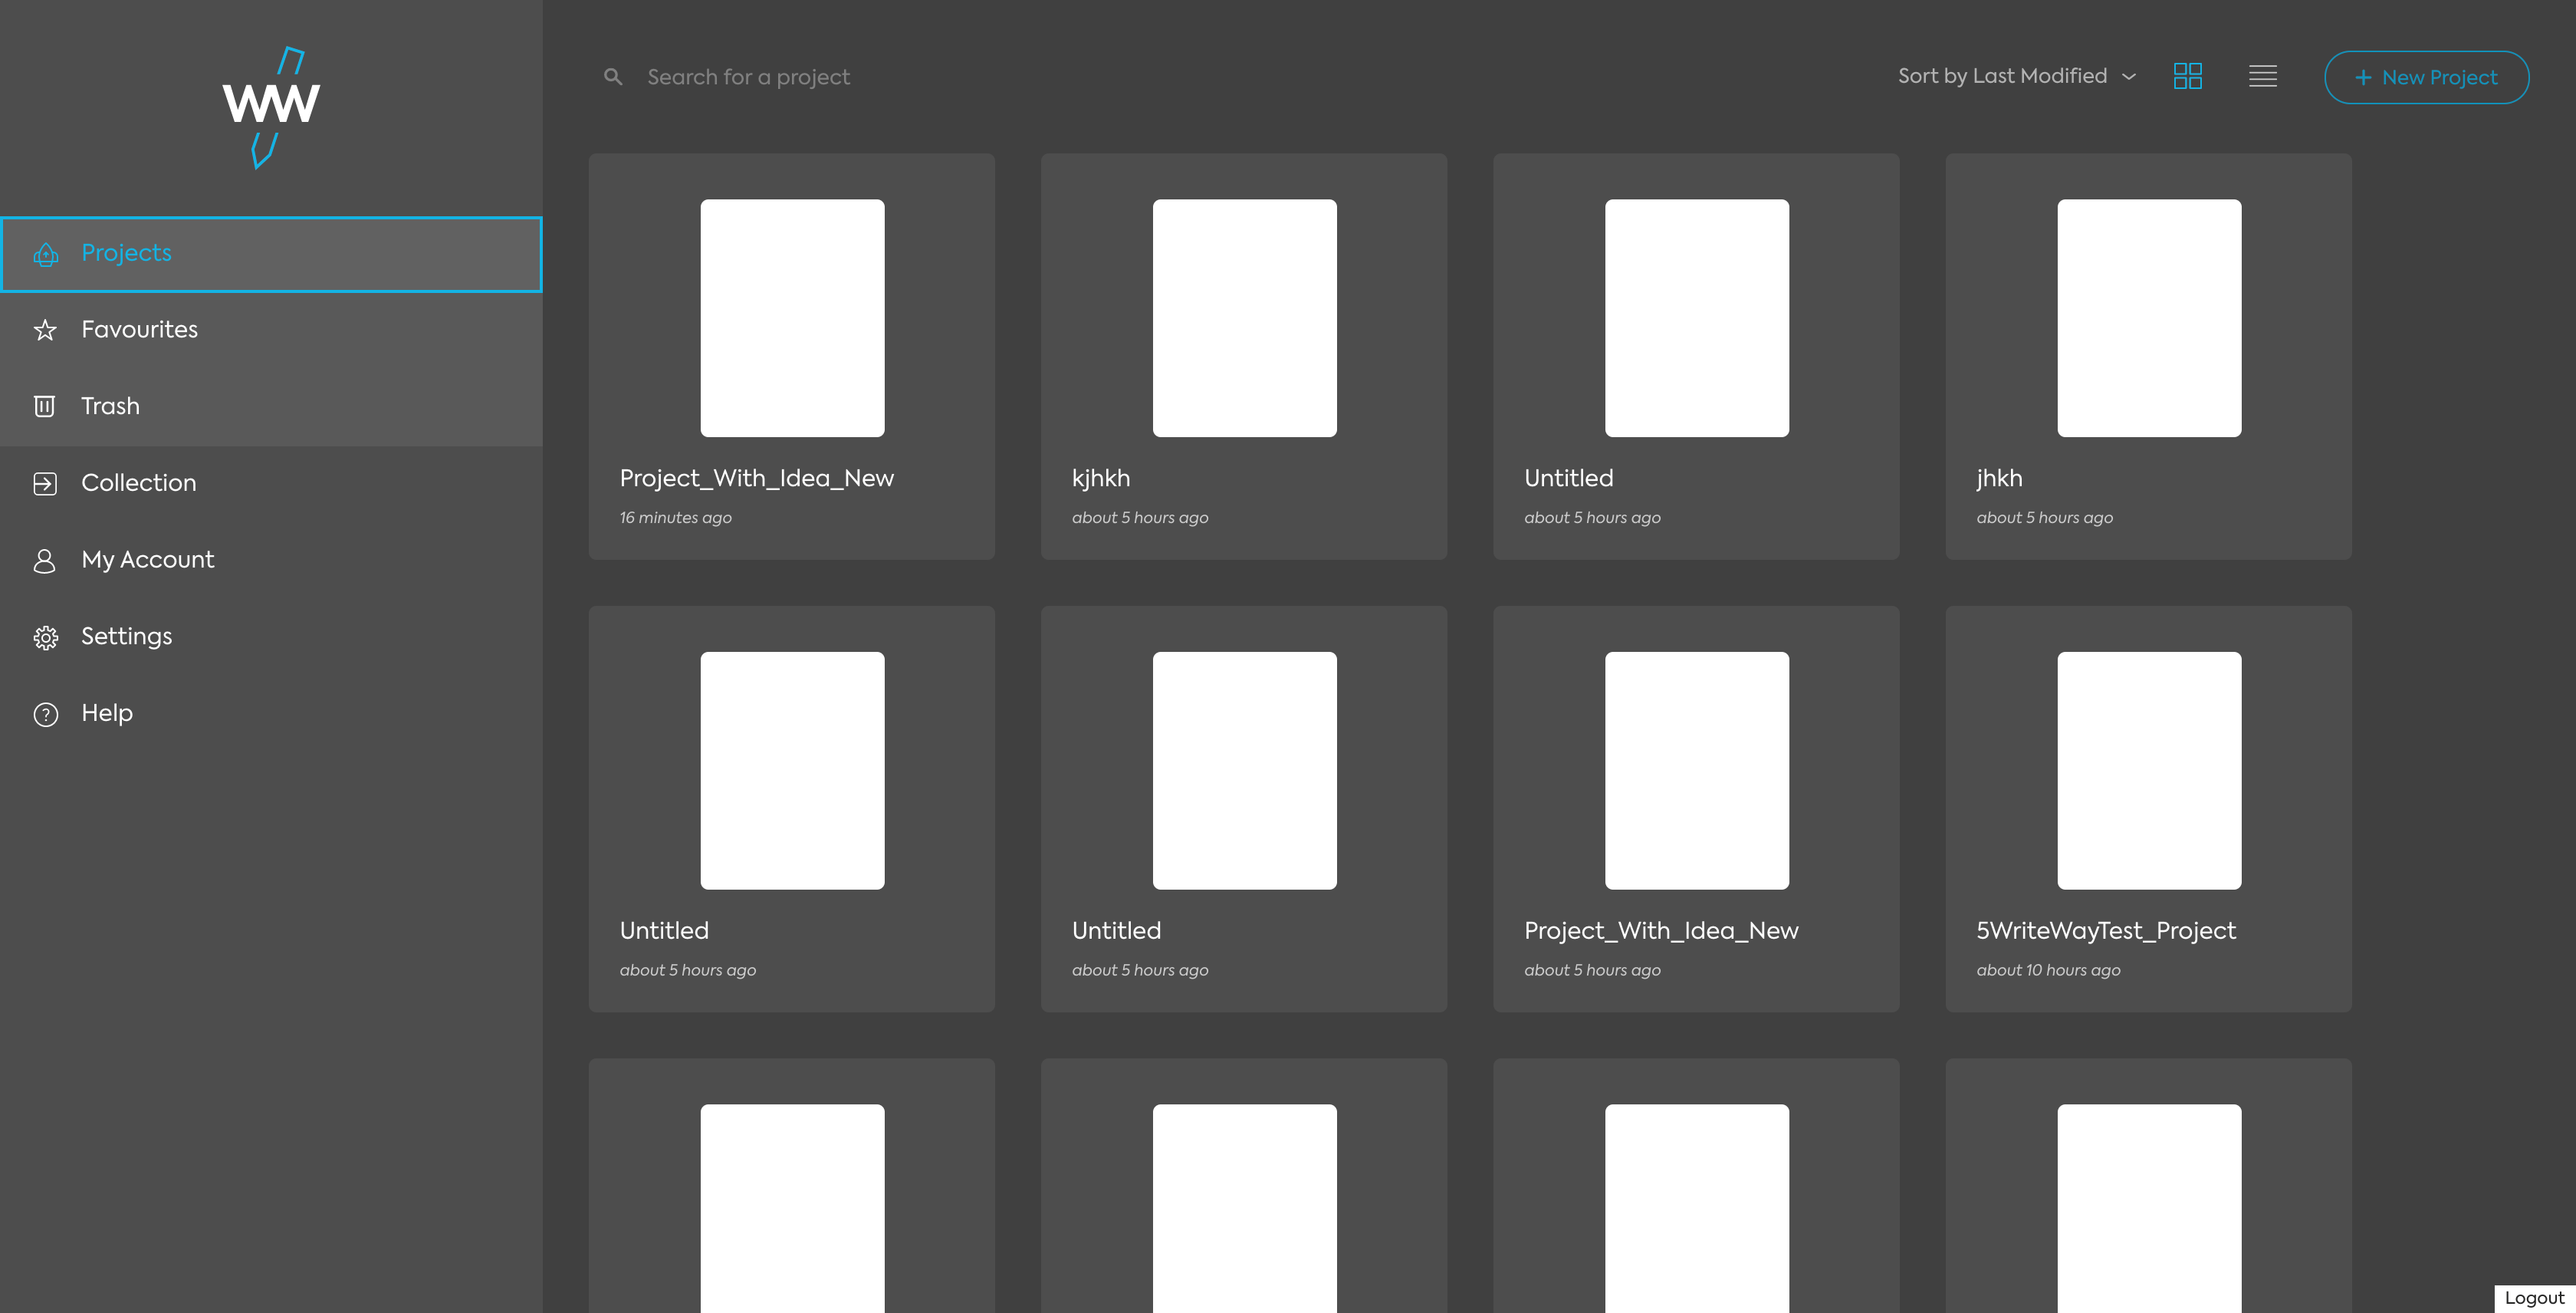 WW
Projects
Favourites
Trash
Collection
My Account
Settings
Help
Search for a project
Sort by Last Modified
+ New Project
Project_With_Idea_New
16 minutes ago
kjhkh
about 5 hours ago
Untitled
about 5 hours ago
jhkh
about 5 hours ago
Untitled
about 5 hours ago
Untitled
about 5 hours ago
Project_With_Idea_New
about 5 hours ago
5WriteWayTest_Project
about 10 hours ago
Logout